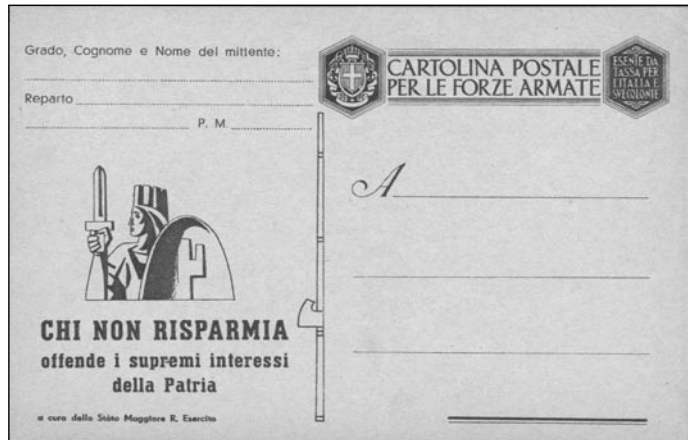 Grado, Cognome e Nome del mittente:
Reparto
P. M.
CARTOLINA POSTALE
PER LE FORZE ARMATE
ESENTE DA
TASSA PER
L'ITALIA E
SVE COLONIE
A
CHI NON RISPARMIA
offende i supremi interessi
della Patria
a cura dello Stato Maggiore R. Esercito